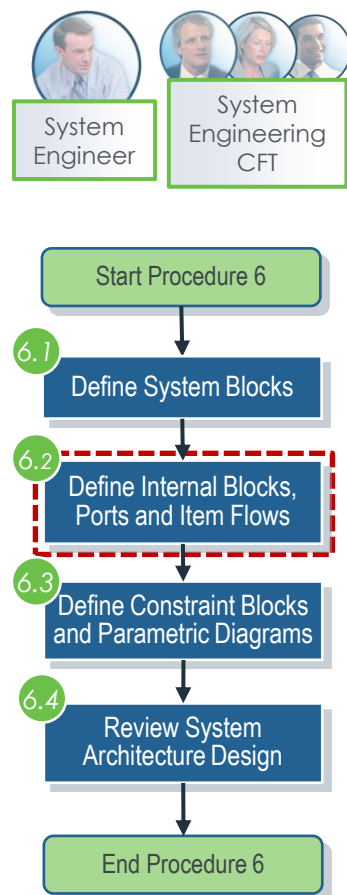 System
Engineer
System
Engineering
CFT
Start Procedure 6
6.1
Define System Blocks
6.2
Define Internal Blocks,
Ports and Item Flows
6.3
Define Constraint Blocks
and Parametric Diagrams
6.4
Review System
Architecture Design
End Procedure 6